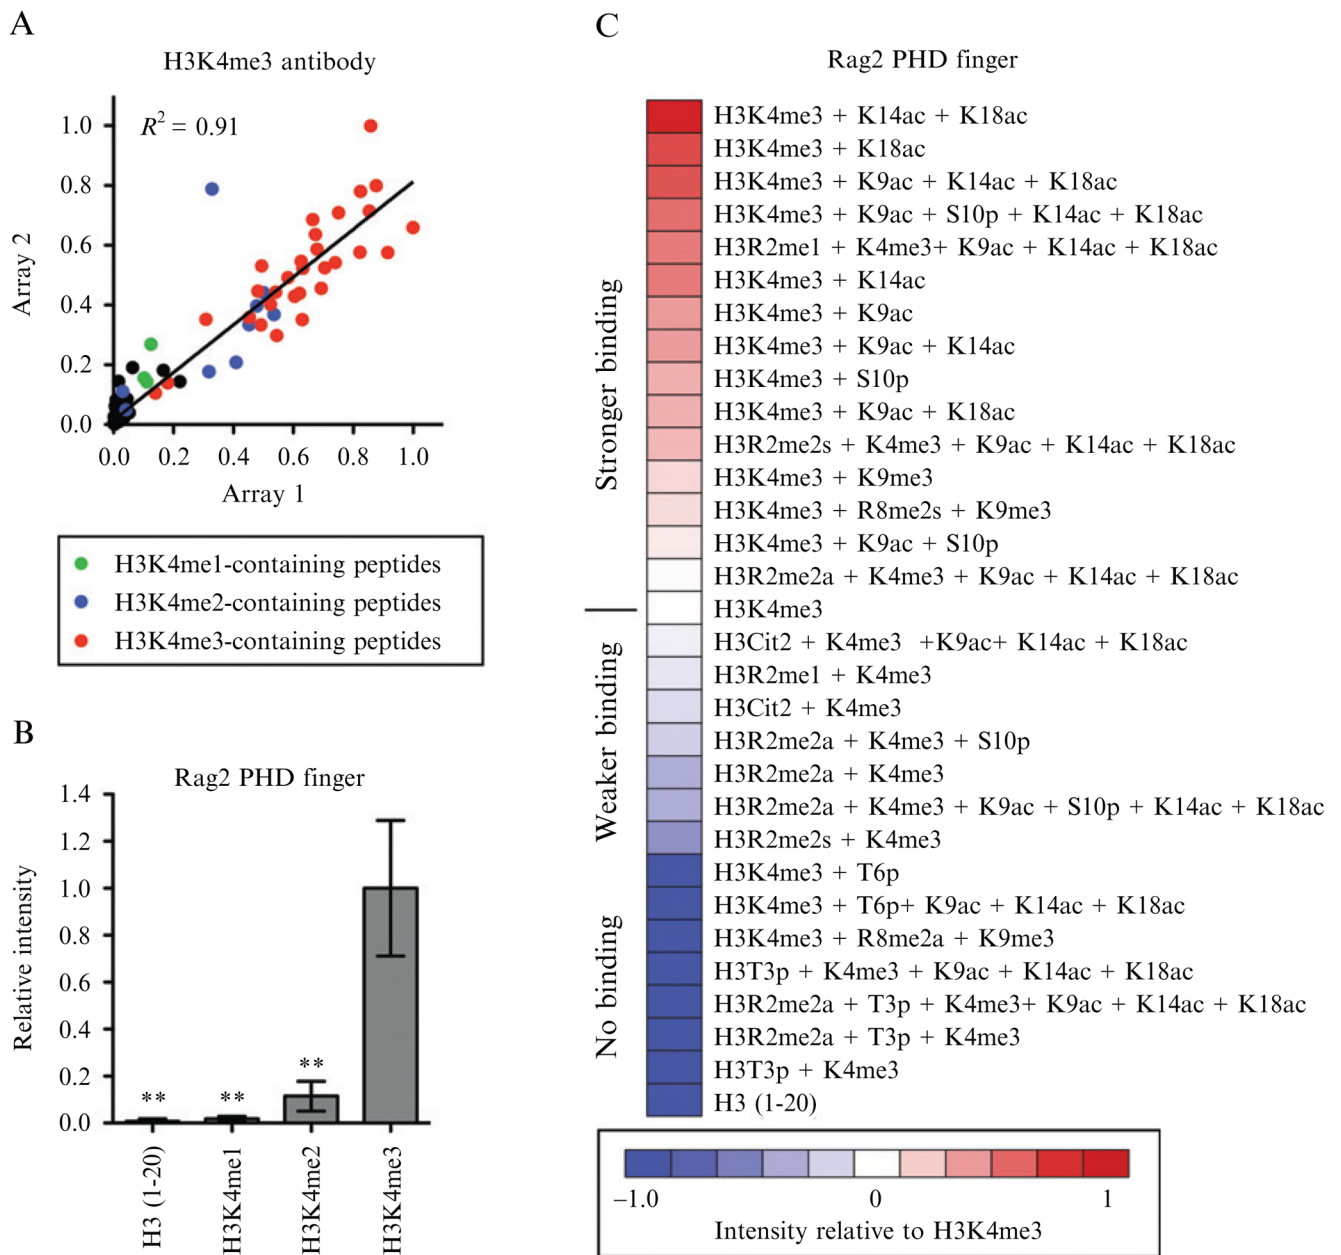 A
H3K4me3 antibody
R² = 0.91
1.0
0.8
0.6
0.4
0.2
0.0
Array 2
0.0 0.2 0.4 0.6 0.8 1.0
Array 1
H3K4me1-containing peptides
H3K4me2-containing peptides
H3K4me3-containing peptides
B
Rag2 PHD finger
1.4
1.2
1.0
0.8
0.6
0.4
0.2
0.0
Relative intensity
** ** **
H3 (1-20)
H3K4me1
H3K4me2
H3K4me3
C
Rag2 PHD finger
Stronger binding
Weaker binding
No binding
H3K4me3 + K14ac + K18ac
H3K4me3 + K18ac
H3K4me3 + K9ac + K14ac + K18ac
H3K4me3 + K9ac + S10p + K14ac + K18ac
H3R2me1 + K4me3+ K9ac + K14ac + K18ac
H3K4me3 + K14ac
H3K4me3 + K9ac
H3K4me3 + K9ac + K14ac
H3K4me3 + S10p
H3K4me3 + K9ac + K18ac
H3R2me2s + K4me3 + K9ac + K14ac + K18ac
H3K4me3 + K9me3
H3K4me3 + R8me2s + K9me3
H3K4me3 + K9ac + S10p
H3R2me2a + K4me3 + K9ac + K14ac + K18ac
H3K4me3
H3Cit2 + K4me3 +K9ac+ K14ac + K18ac
H3R2me1 + K4me3
H3Cit2 + K4me3
H3R2me2a + K4me3 + S10p
H3R2me2a + K4me3
H3R2me2a + K4me3 + K9ac + S10p + K14ac + K18ac
H3R2me2s + K4me3
H3K4me3 + T6p
H3K4me3 + T6p+ K9ac + K14ac + K18ac
H3K4me3 + R8me2a + K9me3
H3T3p + K4me3 + K9ac + K14ac + K18ac
H3R2me2a + T3p + K4me3+ K9ac + K14ac + K18ac
H3R2me2a + T3p + K4me3
H3T3p + K4me3
H3 (1-20)
–1.0 0 1
Intensity relative to H3K4me3